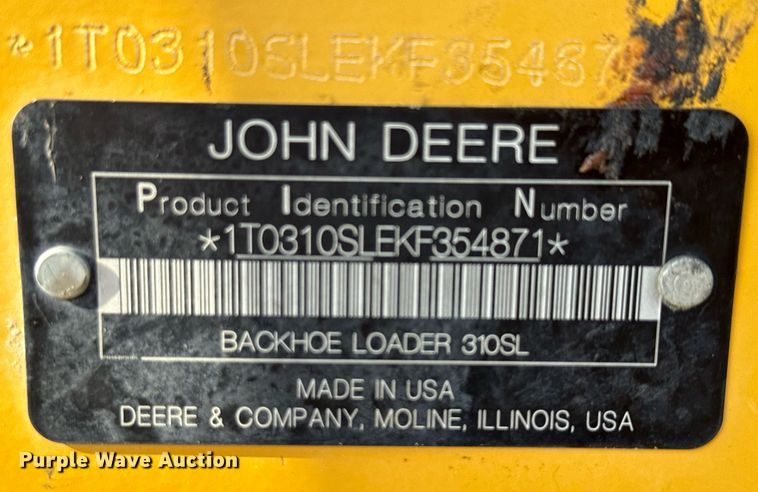 *1T0310SLEKF35487
JOHN DEERE
Product Identification Number
*1T0310SLEKF354871*
BACKHOE LOADER 310SL
MADE IN USA
DEERE & COMPANY, MOLINE, ILLINOIS, USA
Purple Wave Auction